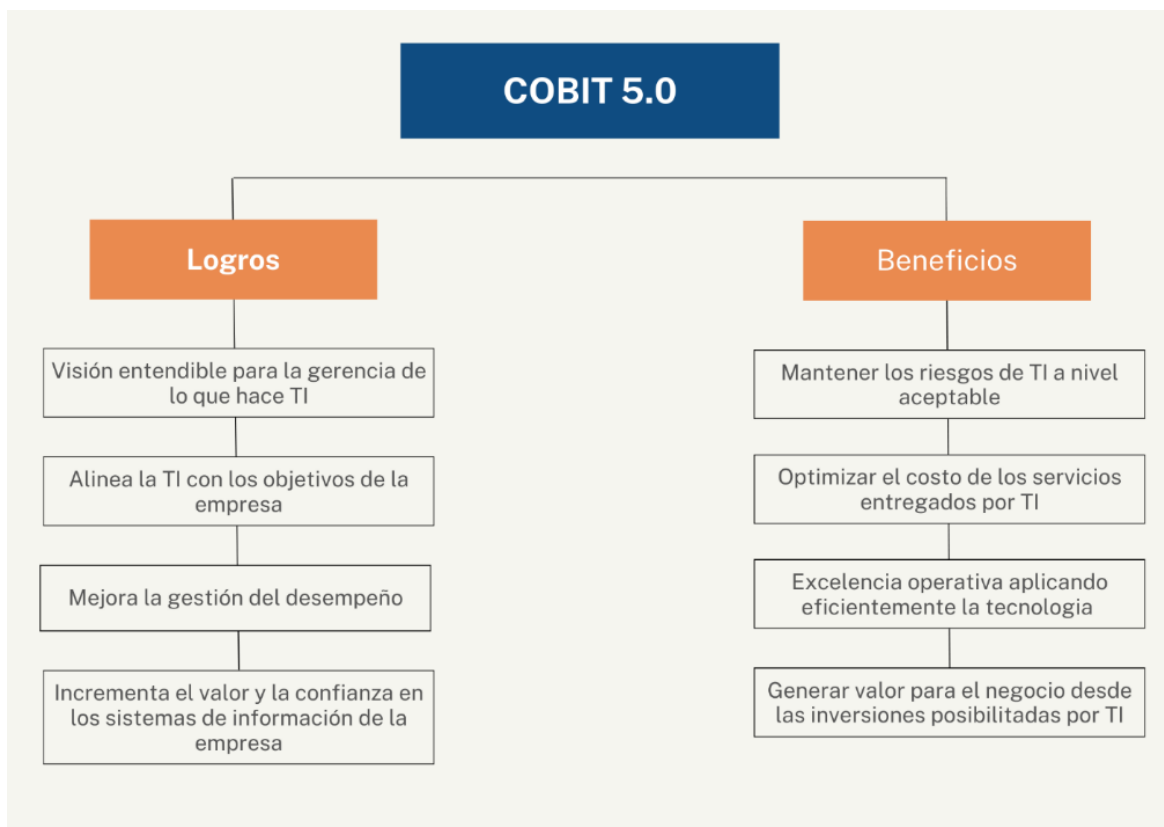 COBIT 5.0
Logros
Visión entendible para la gerencia de
lo que hace TI
Alinea la TI con los objetivos de la
empresa
Mejora la gestión del desempeño
Incrementa el valor y la confianza en
los sistemas de información de la
empresa
Beneficios
Mantener los riesgos de TI a nivel
aceptable
Optimizar el costo de los servicios
entregados por TI
Excelencia operativa aplicando
eficientemente la tecnologia
Generar valor para el negocio desde
las inversiones posibilitadas por TI